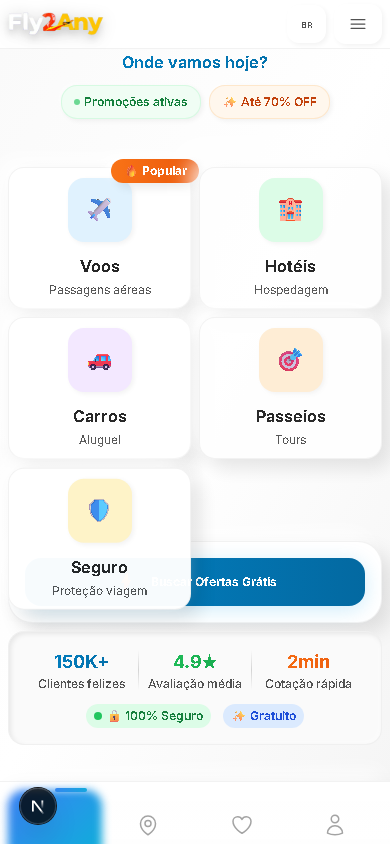 Fly2Any
BR
Onde vamos hoje?
Promoções ativas
Até 70% OFF
Popular
Voos
Passagens aéreas
Hotéis
Hospedagem
Carros
Aluguel
Passeios
Tours
Seguro
Proteção viagem
Ofertas Grátis
150K+
Clientes felizes
4.9★
Avaliação média
2min
Cotação rápida
100% Seguro
Gratuito
N